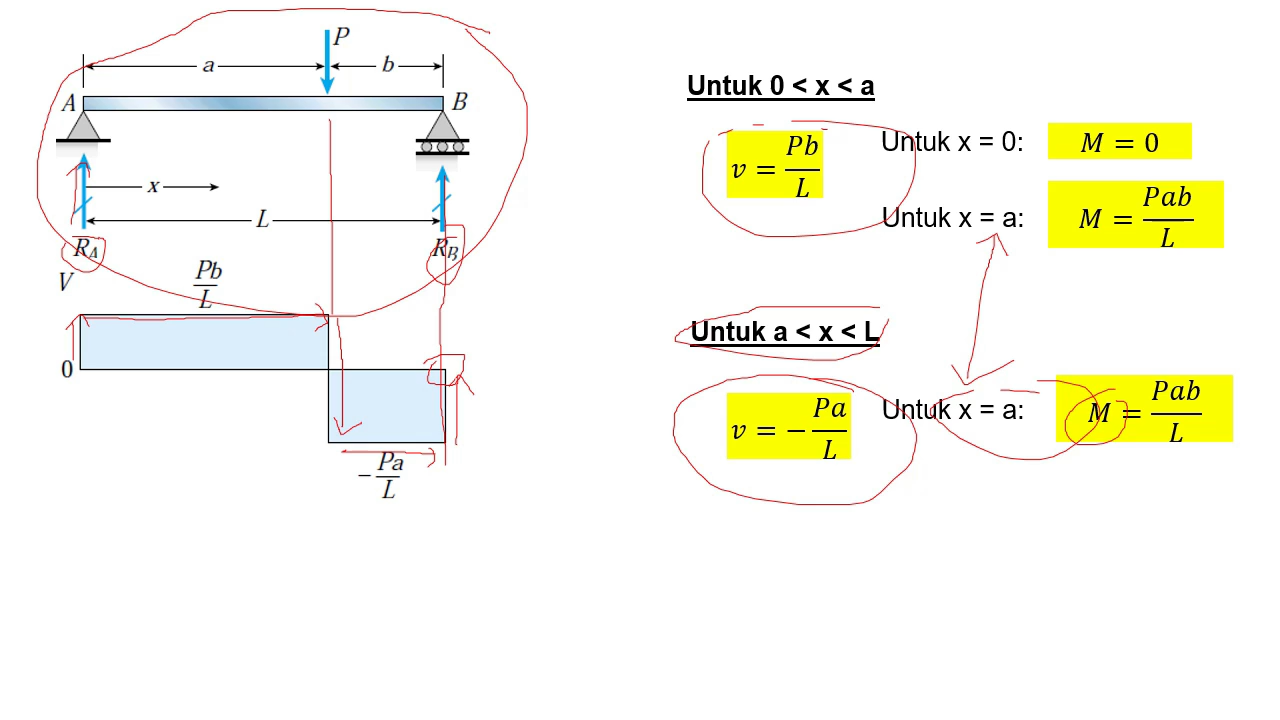 P
a
b
A
B
x
L
R_A
R_B
V
Pb/L
0
-Pa/L
Untuk 0 < x < a
v = Pb/L
Untuk x = 0: M = 0
Untuk x = a: M = Pab/L
Untuk a < x < L
v = -Pa/L
Untuk x = a: M = Pab/L